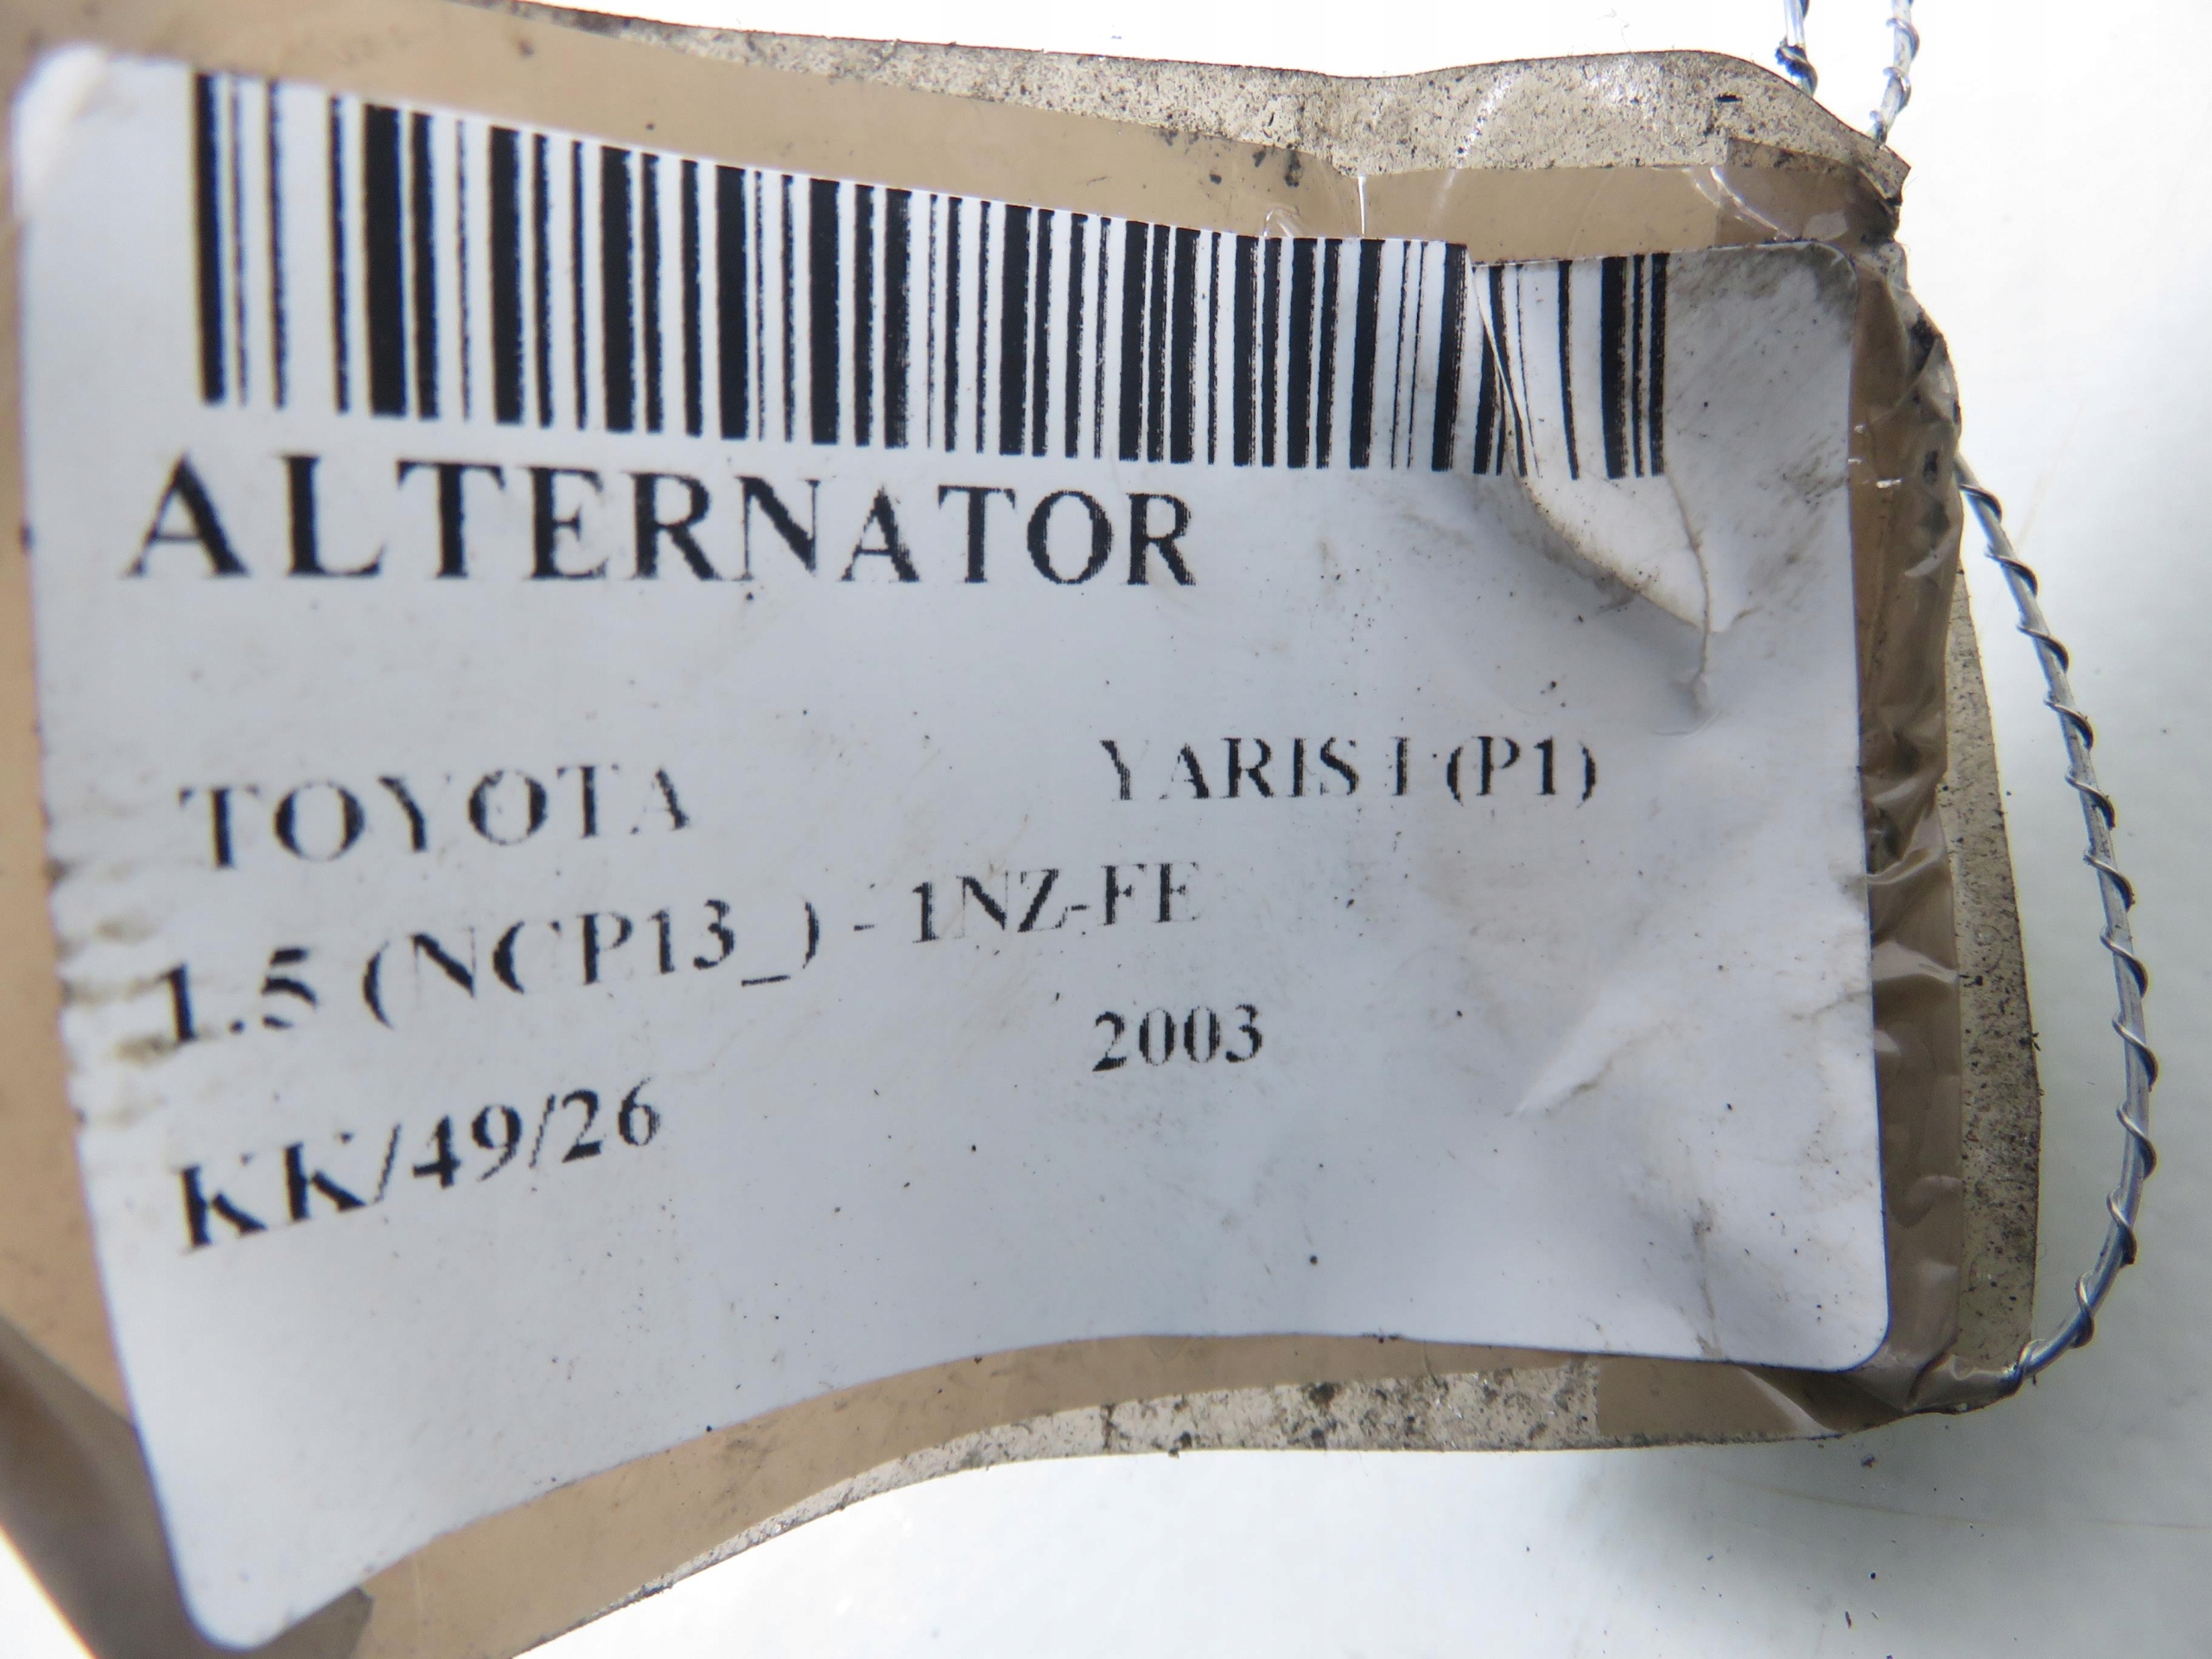 ALTERNATOR
TOYOTA YARIS I (P1)
1.5 (NCP13_) - 1NZ-FE
2003
KK/49/26